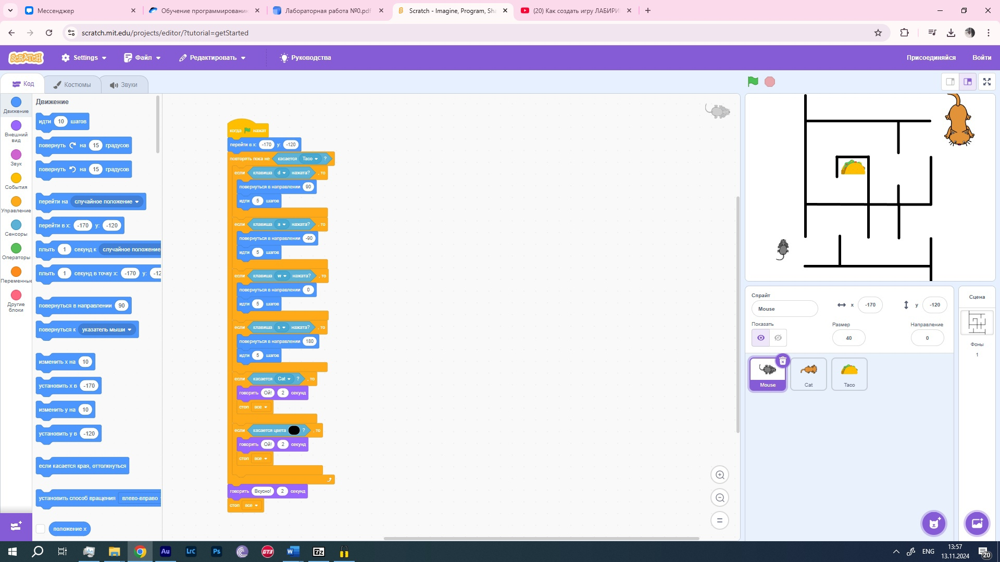 Мессенджер
Обучение программировани
Лабораторная работа №0.pdf
Scratch - Imagine, Program, Sha
(20) Как создать игру ЛАБИРИ
scratch.mit.edu/projects/editor/?tutorial=getStarted
SCRATCH
Settings
Файл
Редактировать
Руководства
Присоединяйся
Войти
Код
Костюмы
Звуки
Движение
Внешний вид
Звук
События
Управление
Сенсоры
Операторы
Переменные
Другие блоки
Движение
идти 10 шагов
повернуть на 15 градусов
повернуть на 15 градусов
перейти на случайное положение
перейти в x: -170 y: -120
плыть 1 секунд к случайное положение
плыть 1 секунд в точку x: -170 y: -12
повернуться в направлении 90
повернуться к указатель мыши
изменить x на 10
установить x в -170
изменить y на 10
установить y в -120
если касается края, оттолкнуться
установить способ вращения влево-вправо
положение x
когда нажат
перейти в x: -170 y: -120
повторять пока не касается Taco ?
если клавиша d нажата? , то
повернуться в направлении 90
идти 5 шагов
если клавиша a нажата? , то
повернуться в направлении -90
идти 5 шагов
если клавиша w нажата? , то
повернуться в направлении 0
идти 5 шагов
если клавиша s нажата? , то
повернуться в направлении 180
идти 5 шагов
если касается Cat ? , то
говорить Ой! 2 секунд
стоп все
если касается цвета ? , то
говорить Ой! 2 секунд
стоп все
говорить Вкусно! 2 секунд
стоп все
Спрайт
Mouse
x -170
y -120
Показать
Размер
40
Направление
0
Mouse
Cat
Taco
Сцена
Фоны
1
Au
Lrc
Ps
GT3
W
7z
ENG
13:57
13.11.2024
20